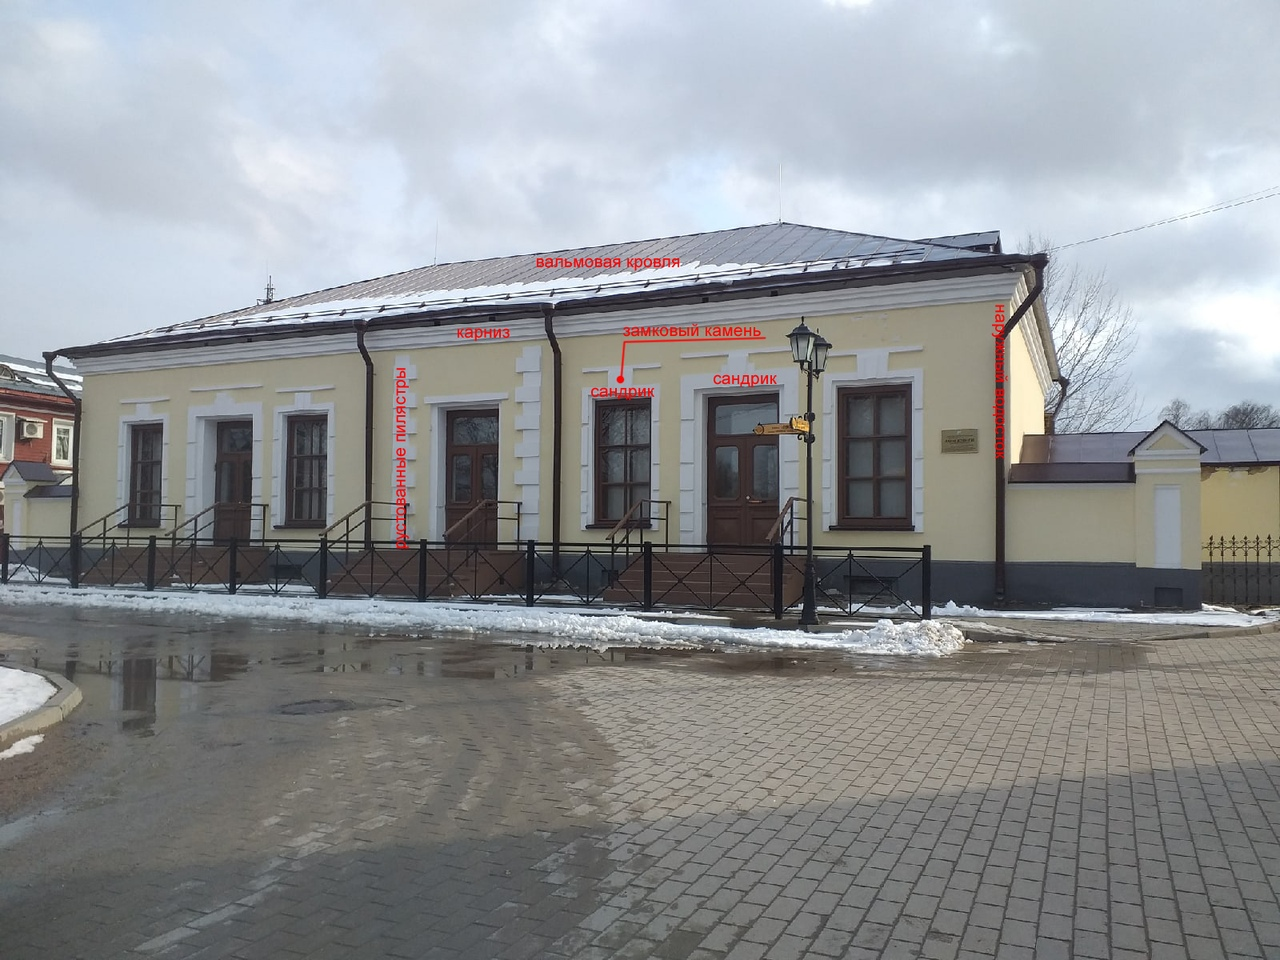 вальмовая кровля
карниз
замковый камень
сандрик
сандрик
рустованные пилястры
наружный водосток